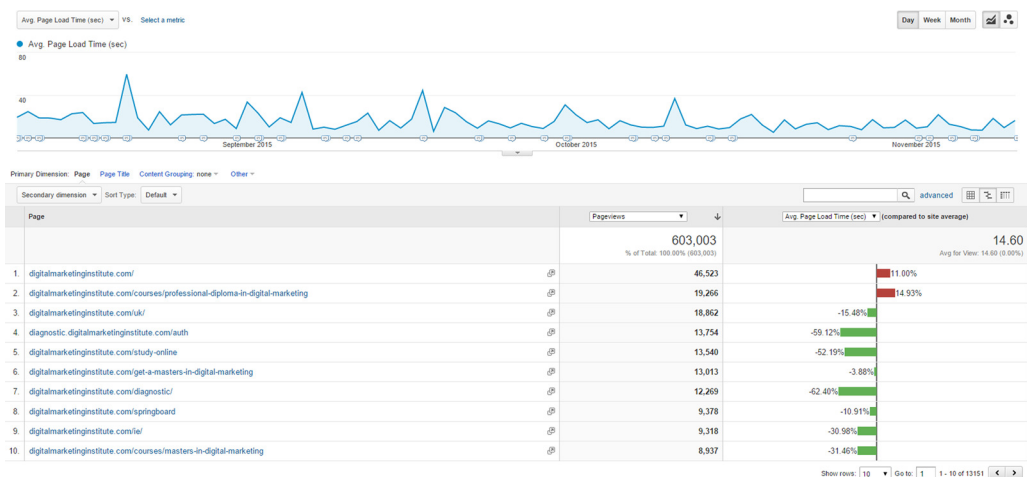 Avg. Page Load Time (sec) VS. Select a metric Day Week Month
Avg. Page Load Time (sec)
80
40
September 2015 October 2015 November 2015
Primary Dimension: Page Page Title Content Grouping: none Other
Secondary dimension Sort Type: Default advanced
Page Pageviews Avg. Page Load Time (sec) (compared to site average)
603,003 14.60
% of Total: 100.00% (603,003) Avg for View: 14.60 (0.00%)
1. digitalmarketinginstitute.com/ 46,523 11.00%
2. digitalmarketinginstitute.com/courses/professional-diploma-in-digital-marketing 19,266 14.93%
3. digitalmarketinginstitute.com/uk/ 18,862 -15.48%
4. diagnostic.digitalmarketinginstitute.com/auth 13,754 -59.12%
5. digitalmarketinginstitute.com/study-online 13,540 -52.19%
6. digitalmarketinginstitute.com/get-a-masters-in-digital-marketing 13,013 -3.88%
7. digitalmarketinginstitute.com/diagnostic/ 12,269 -62.40%
8. digitalmarketinginstitute.com/springboard 9,378 -10.91%
9. digitalmarketinginstitute.com/ie/ 9,318 -30.98%
10. digitalmarketinginstitute.com/courses/masters-in-digital-marketing 8,937 -31.46%
Show rows: 10 Go to: 1 1 - 10 of 13151